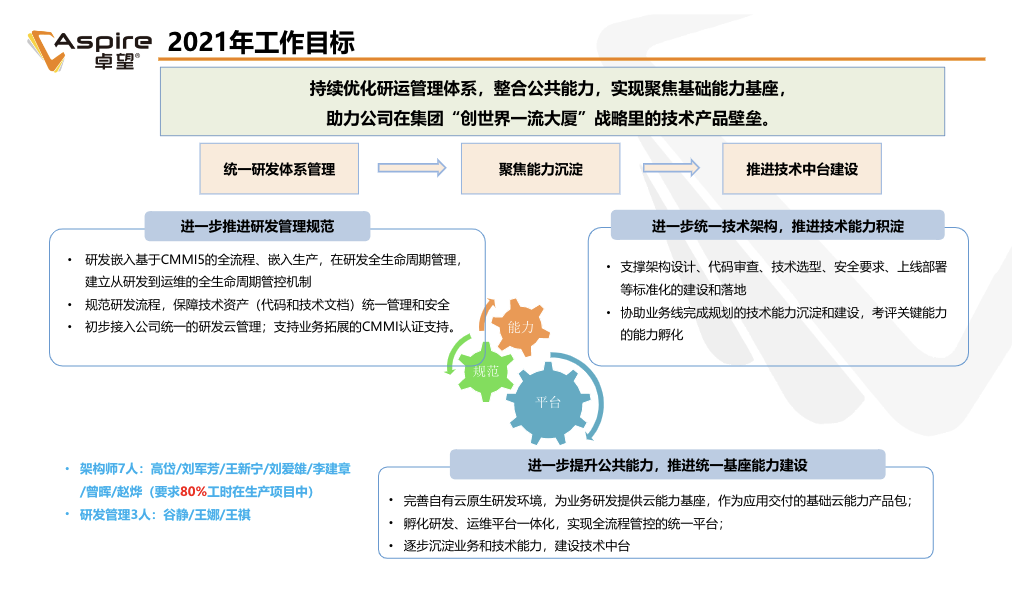 Aspire
卓望®
2021年工作目标
持续优化研运管理体系，整合公共能力，实现聚焦基础能力基座，
助力公司在集团“创世界一流大厦”战略里的技术产品壁垒。
统一研发体系管理
聚焦能力沉淀
推进技术中台建设
进一步推进研发管理规范
• 研发嵌入基于CMMI5的全流程、嵌入生产，在研发全生命周期管理，
建立从研发到运维的全生命周期管控机制
• 规范研发流程，保障技术资产（代码和技术文档）统一管理和安全
• 初步接入公司统一的研发云管理；支持业务拓展的CMMI认证支持。
进一步统一技术架构，推进技术能力积淀
• 支撑架构设计、代码审查、技术选型、安全要求、上线部署
等标准化的建设和落地
• 协助业务线完成规划的技术能力沉淀和建设，考评关键能力
的能力孵化
能力
规范
平台
• 架构师7人：高岱/刘军芳/王新宁/刘爱雄/李建章
/曾晖/赵烨（要求80%工时在生产项目中）
• 研发管理3人：谷静/王娜/王祺
进一步提升公共能力，推进统一基座能力建设
• 完善自有云原生研发环境，为业务研发提供云能力基座，作为应用交付的基础云能力产品包；
• 孵化研发、运维平台一体化，实现全流程管控的统一平台；
• 逐步沉淀业务和技术能力，建设技术中台